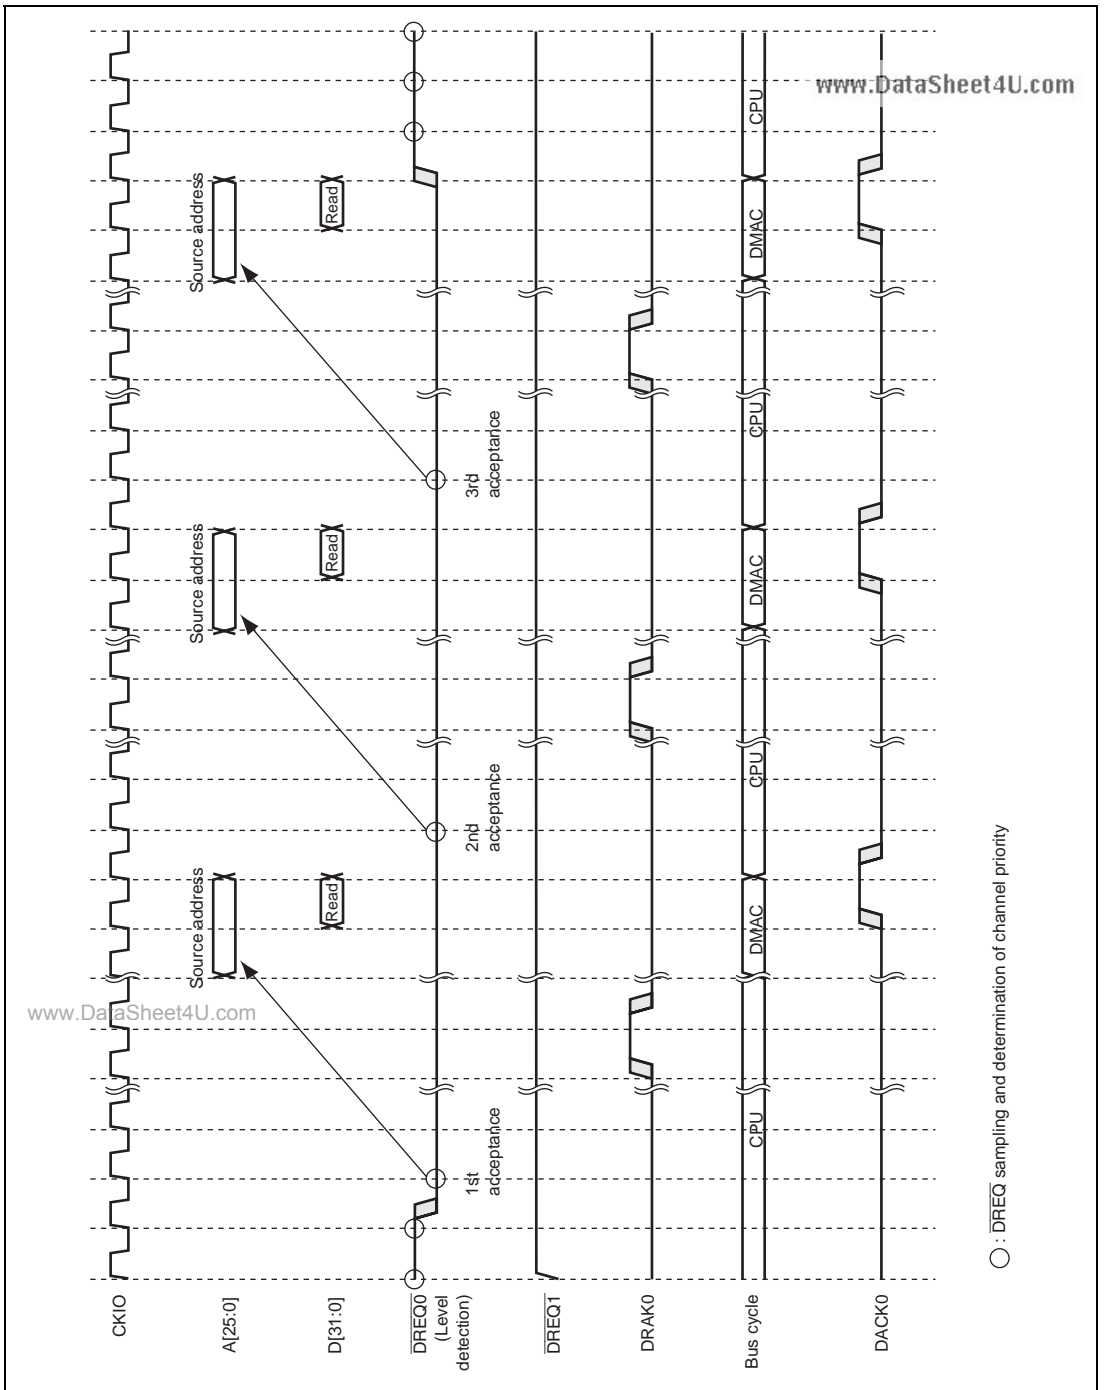 www.DataSheet4U.com
CKIO
A[25:0]
Source address
Source address
Source address
D[31:0]
Read
Read
Read
DREQ0
(Level
detection)
1st
acceptance
2nd
acceptance
3rd
acceptance
DREQ1
DRAK0
Bus cycle
CPU
DMAC
CPU
DMAC
CPU
DMAC
CPU
DACK0
: DREQ sampling and determination of channel priority
www.DataSheet4U.com